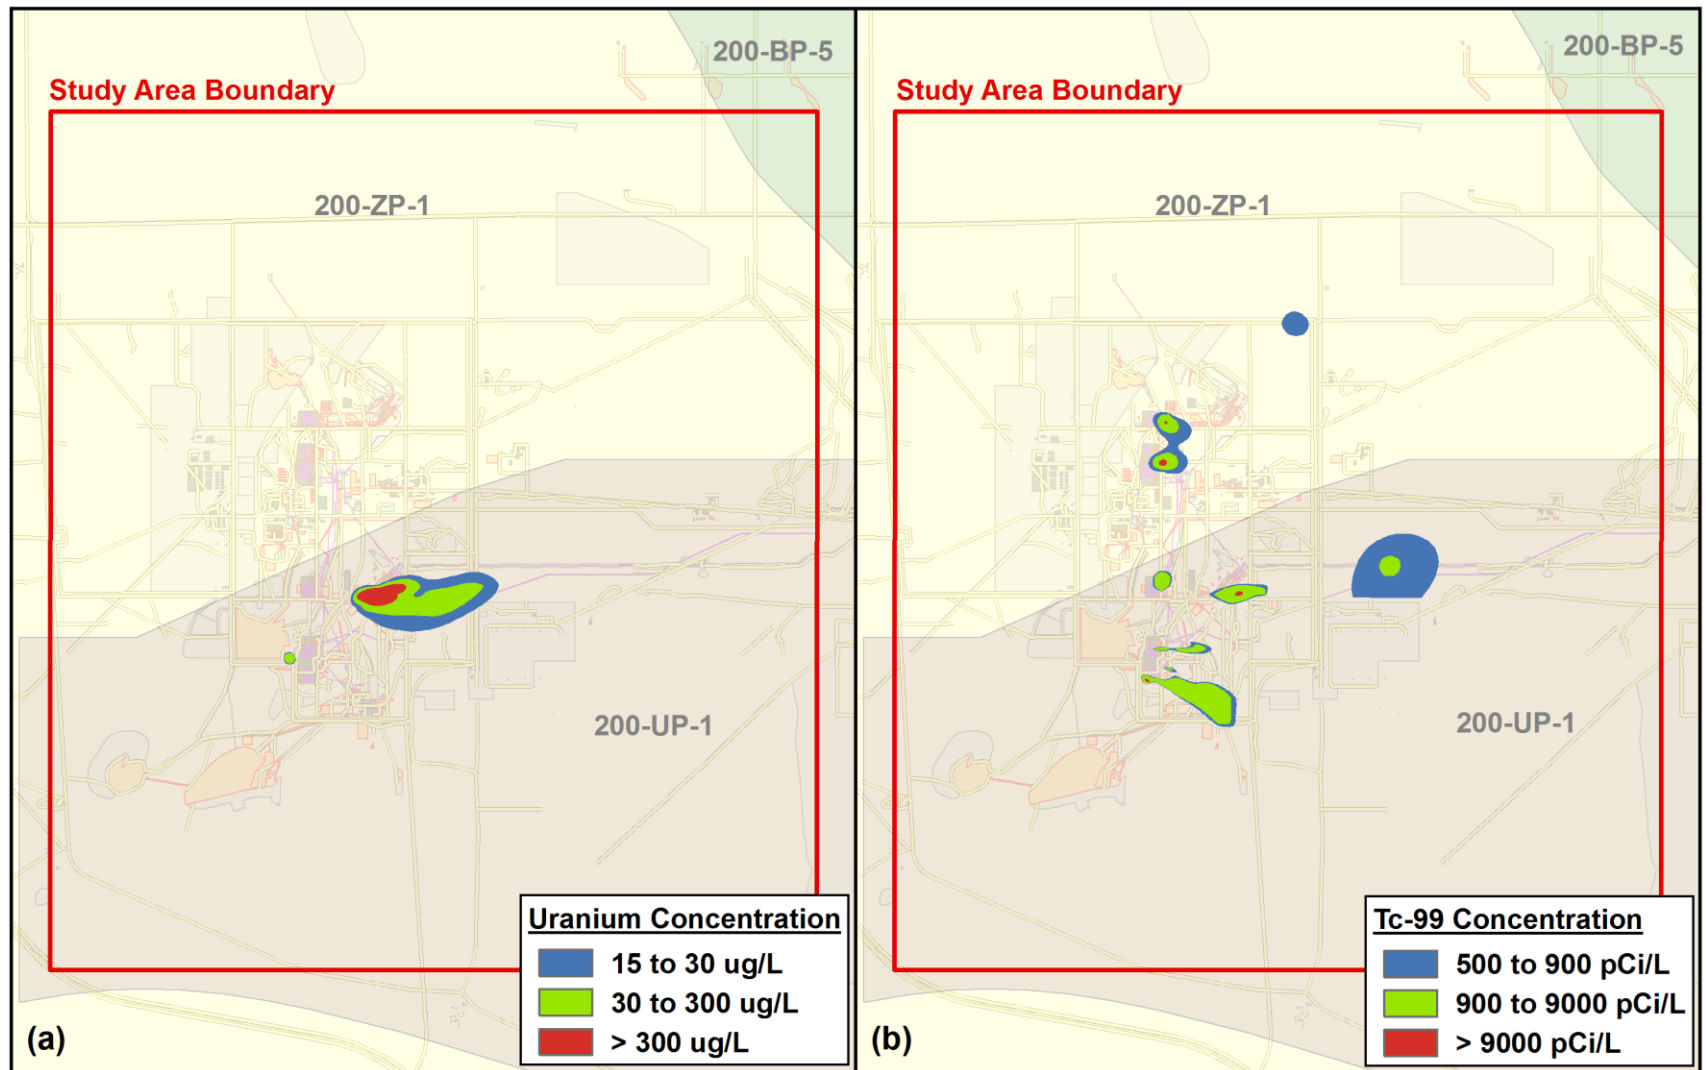 200-BP-5
Study Area Boundary
200-ZP-1
200-UP-1
Uranium Concentration
15 to 30 ug/L
30 to 300 ug/L
> 300 ug/L
(a)
200-BP-5
Study Area Boundary
200-ZP-1
200-UP-1
Tc-99 Concentration
500 to 900 pCi/L
900 to 9000 pCi/L
> 9000 pCi/L
(b)